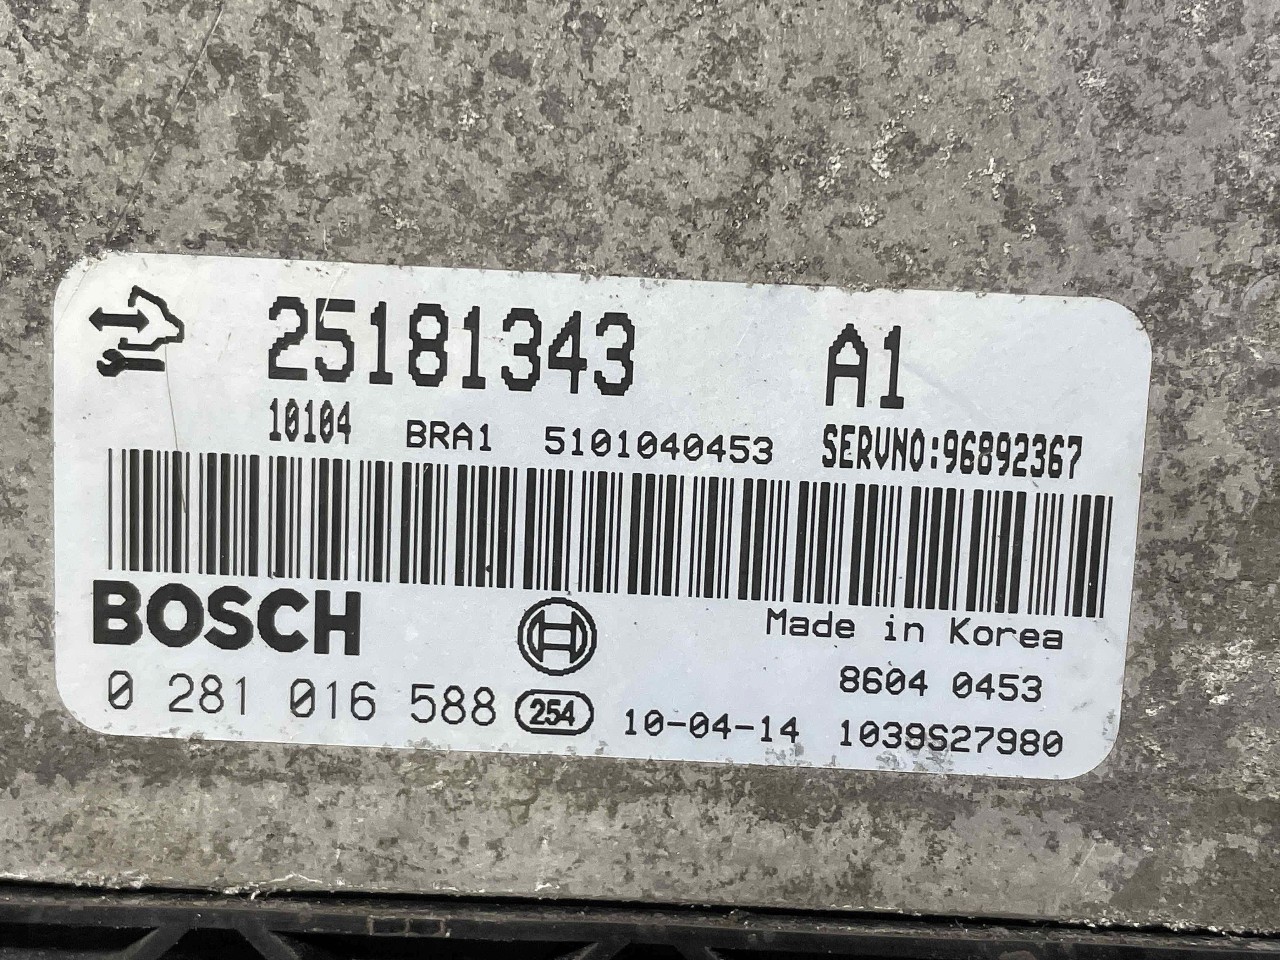 25181343 A1
10104 BRA1 5101040453 SERVNO:96892367
BOSCH
Made in Korea
8604 0453
0 281 016 588 254 10-04-14 1039S27980